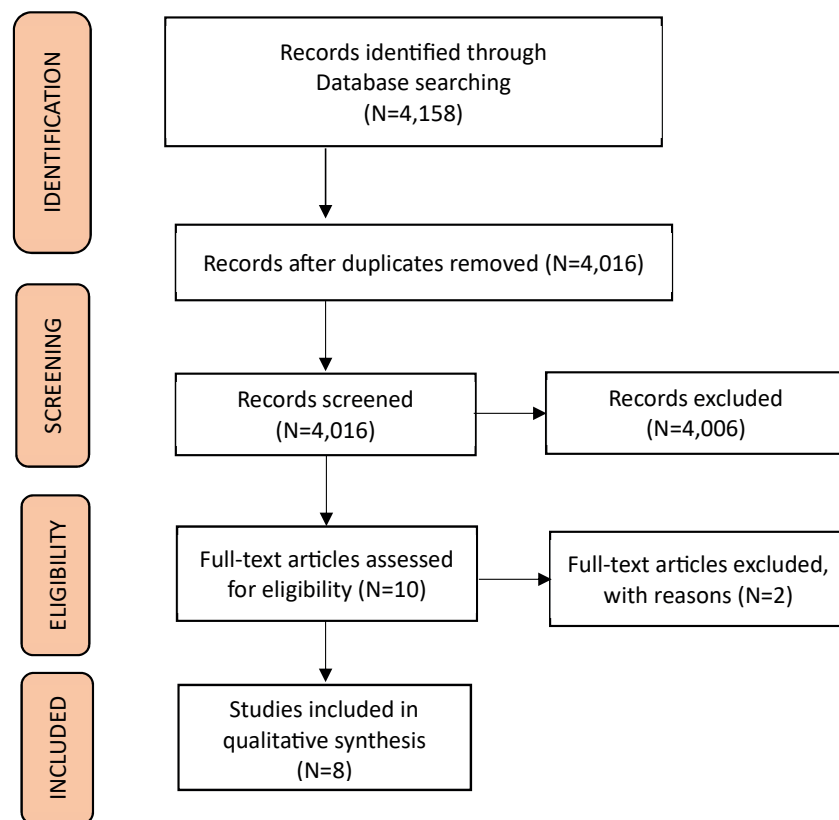 IDENTIFICATION
Records identified through
Database searching
(N=4,158)
Records after duplicates removed (N=4,016)
SCREENING
Records screened
(N=4,016)
Records excluded
(N=4,006)
ELIGIBILITY
Full-text articles assessed
for eligibility (N=10)
Full-text articles excluded,
with reasons (N=2)
INCLUDED
Studies included in
qualitative synthesis
(N=8)